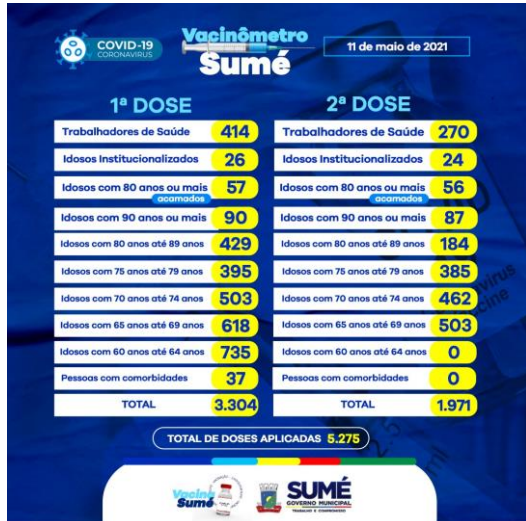 COVID-19
CORONAVÍRUS
Vacinômetro
Sumé
11 de maio de 2021
1ª DOSE
Trabalhadores de Saúde 414
Idosos Institucionalizados 26
Idosos com 80 anos ou mais 57
acamados
Idosos com 90 anos ou mais 90
Idosos com 80 anos até 89 anos 429
Idosos com 75 anos até 79 anos 395
Idosos com 70 anos até 74 anos 503
Idosos com 65 anos até 69 anos 618
Idosos com 60 anos até 64 anos 735
Pessoas com comorbidades 37
TOTAL 3.304
2ª DOSE
Trabalhadores de Saúde 270
Idosos Institucionalizados 24
Idosos com 80 anos ou mais 56
acamados
Idosos com 90 anos ou mais 87
Idosos com 80 anos até 89 anos 184
Idosos com 75 anos até 79 anos 385
Idosos com 70 anos até 74 anos 462
Idosos com 65 anos até 69 anos 503
Idosos com 60 anos até 64 anos 0
Pessoas com comorbidades 0
TOTAL 1.971
TOTAL DE DOSES APLICADAS 5.275
Vacina
Sumé
SUMÉ
GOVERNO MUNICIPAL
TRABALHO E COMPROMISSO